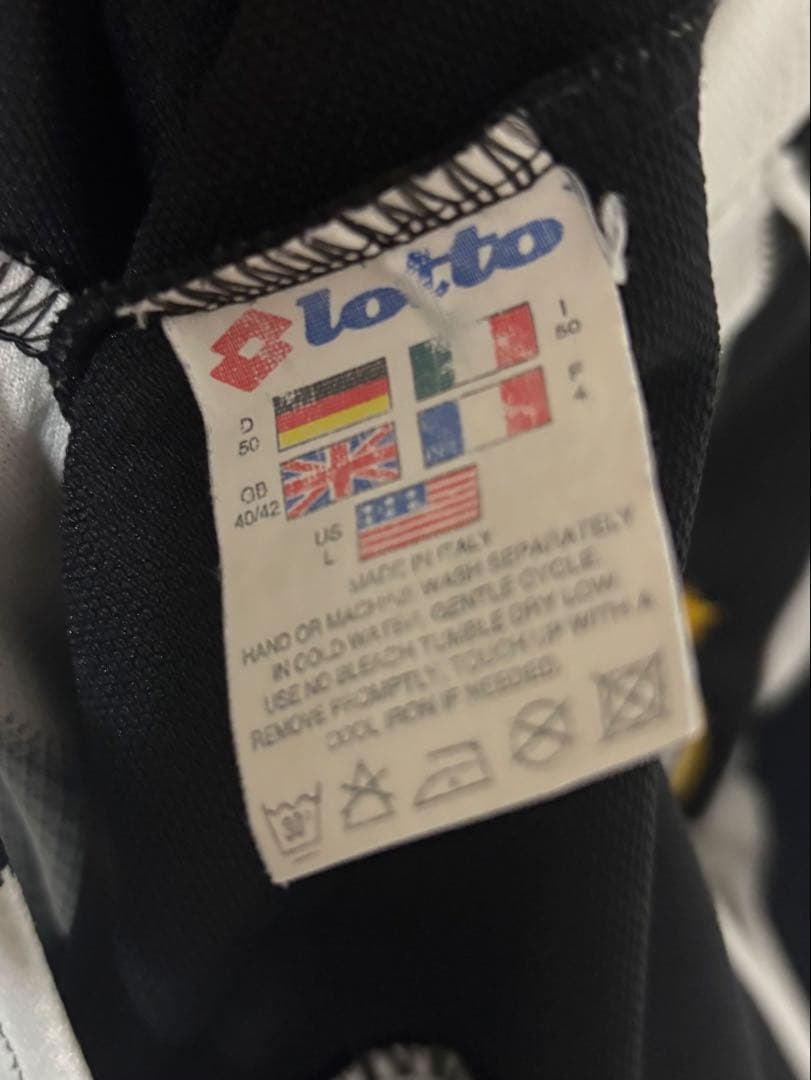 lotto
I
50
D
50
F
4
GB
40/42
US
L
MADE IN ITALY
HAND OR MACHINE WASH SEPARATELY
IN COLD WATER. GENTLE CYCLE.
USE NO BLEACH TUMBLE DRY LOW.
REMOVE PROMPTLY. TOUCH UP WITH A
COOL IRON IF NEEDED.
30°